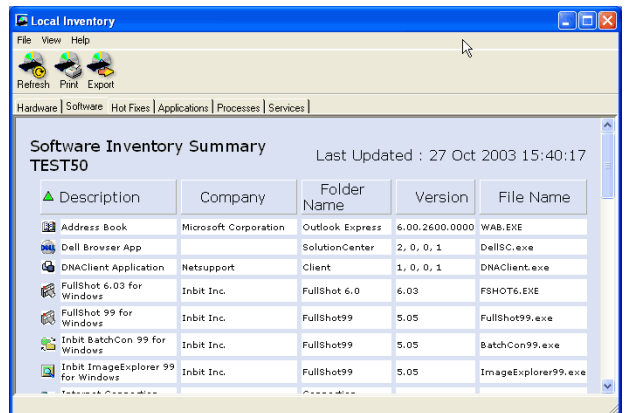 Local Inventory
File View Help
Refresh Print Export
Hardware Software Hot Fixes Applications Processes Services
Software Inventory Summary
TEST50
Last Updated : 27 Oct 2003 15:40:17
Description Company Folder Name Version File Name
Address Book Microsoft Corporation Outlook Express 6.00.2600.0000 WAB.EXE
Dell Browser App SolutionCenter 2, 0, 0, 1 DellSC.exe
DNAClient Application Netsupport Client 1, 0, 0, 1 DNAClient.exe
FullShot 6.03 for
Windows
Inbit Inc. FullShot 6.0 6.03 FSHOT6.EXE
FullShot 99 for
Windows
Inbit Inc. FullShot99 5.05 FullShot99.exe
Inbit BatchCon 99 for
Windows
Inbit Inc. FullShot99 5.05 BatchCon99.exe
Inbit ImageExplorer 99
for Windows
Inbit Inc. FullShot99 5.05 ImageExplorer99.exe
Internet Connection Connection